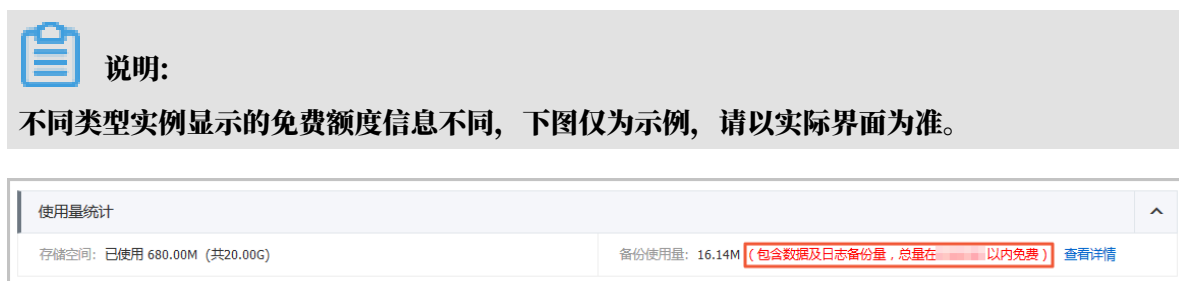 说明:
不同类型实例显示的免费额度信息不同，下图仅为示例，请以实际界面为准。
使用量统计
存储空间: 已使用 680.00M (共20.00G) 备份使用量: 16.14M (包含数据及日志备份量，总量在 以内免费) 查看详情